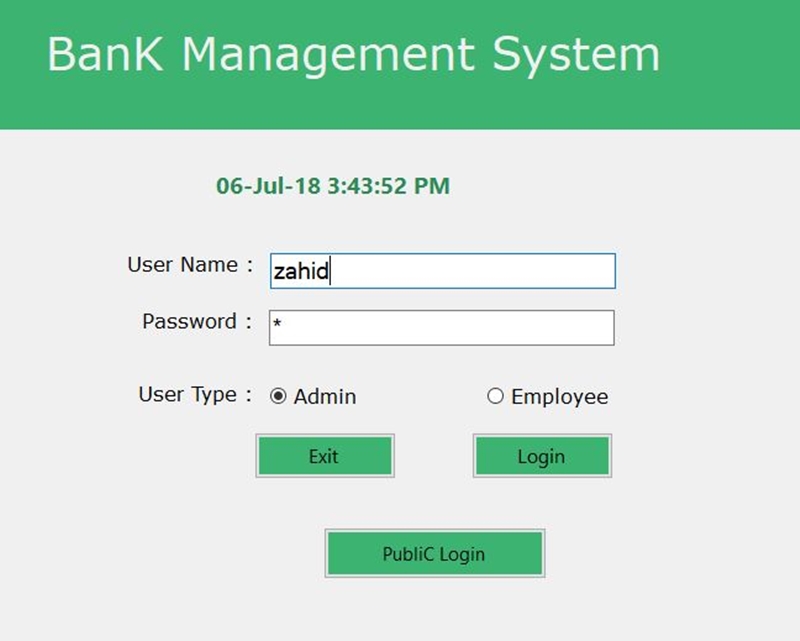 BanK Management System
06-Jul-18 3:43:52 PM
User Name : zahid
Password : *
User Type : Admin Employee
Exit Login
PubliC Login